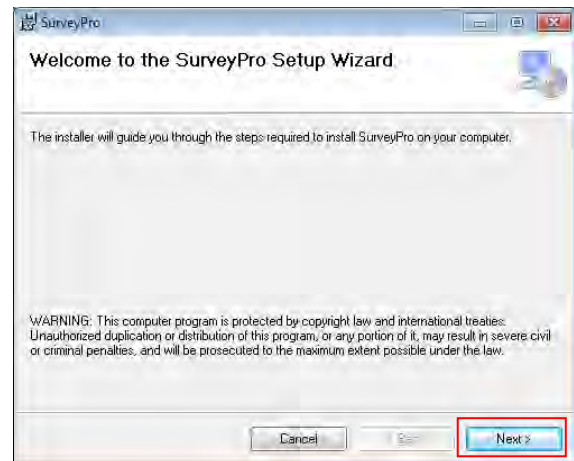 SurveyPro
Welcome to the SurveyPro Setup Wizard
The installer will guide you through the steps required to install SurveyPro on your computer.
WARNING: This computer program is protected by copyright law and international treaties.
Unauthorized duplication or distribution of this program, or any portion of it, may result in severe civil
or criminal penalties, and will be prosecuted to the maximum extent possible under the law.
Cancel
Next >